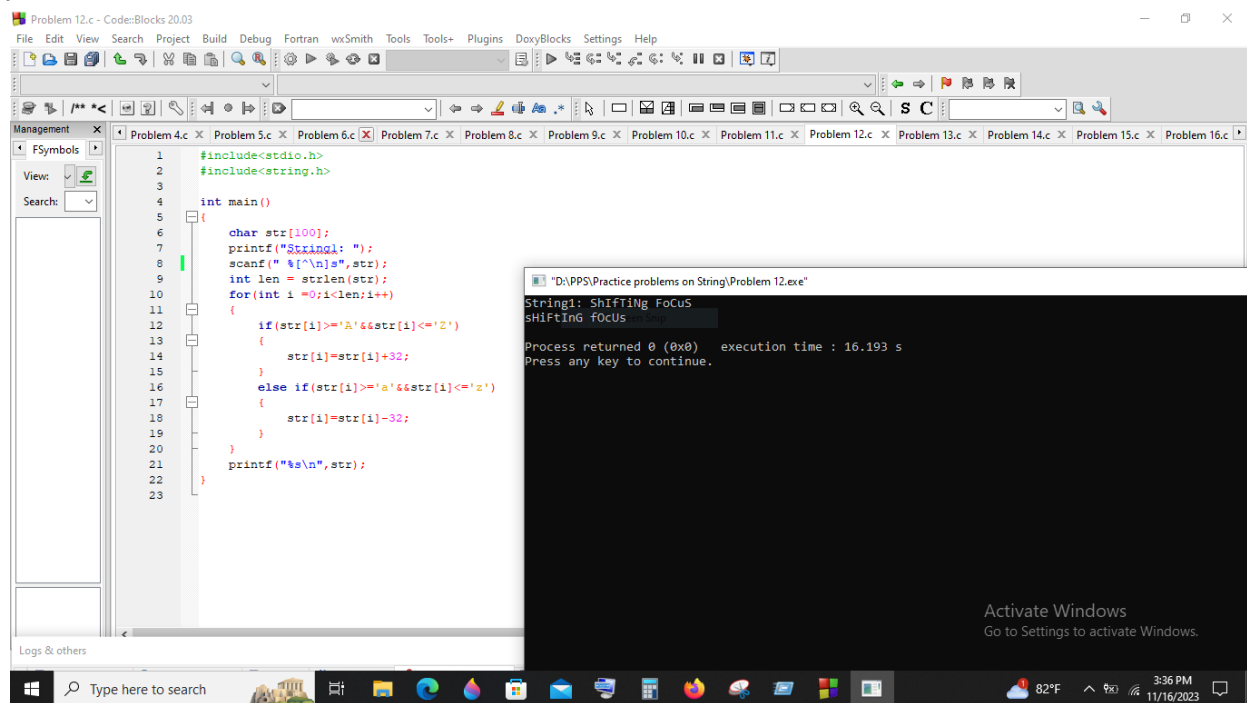 Problem 12.c - Code::Blocks 20.03
File Edit View Search Project Build Debug Fortran wxSmith Tools Tools+ Plugins DoxyBlocks Settings Help
/** *<
S C
Management X
Problem 4.c X Problem 5.c X Problem 6.c X Problem 7.c X Problem 8.c X Problem 9.c X Problem 10.c X Problem 11.c X Problem 12.c X Problem 13.c X Problem 14.c X Problem 15.c X Problem 16.c
FSymbols
View:
Search:
1 #include<stdio.h>
2 #include<string.h>
3
4 int main()
5 {
6 char str[100];
7 printf("String1: ");
8 scanf(" %[^\n]s",str);
9 int len = strlen(str);
10 for(int i =0;i<len;i++)
11 {
12 if(str[i]>='A'&&str[i]<='Z')
13 {
14 str[i]=str[i]+32;
15 }
16 else if(str[i]>='a'&&str[i]<='z')
17 {
18 str[i]=str[i]-32;
19 }
20 }
21 printf("%s\n",str);
22 }
23
"D:\PPS\Practice problems on String\Problem 12.exe"
String1: ShIfTiNg FoCuS
sHiFtInG fOcUs
Process returned 0 (0x0) execution time : 16.193 s
Press any key to continue.
Activate Windows
Go to Settings to activate Windows.
Logs & others
Type here to search
82°F
3:36 PM
11/16/2023